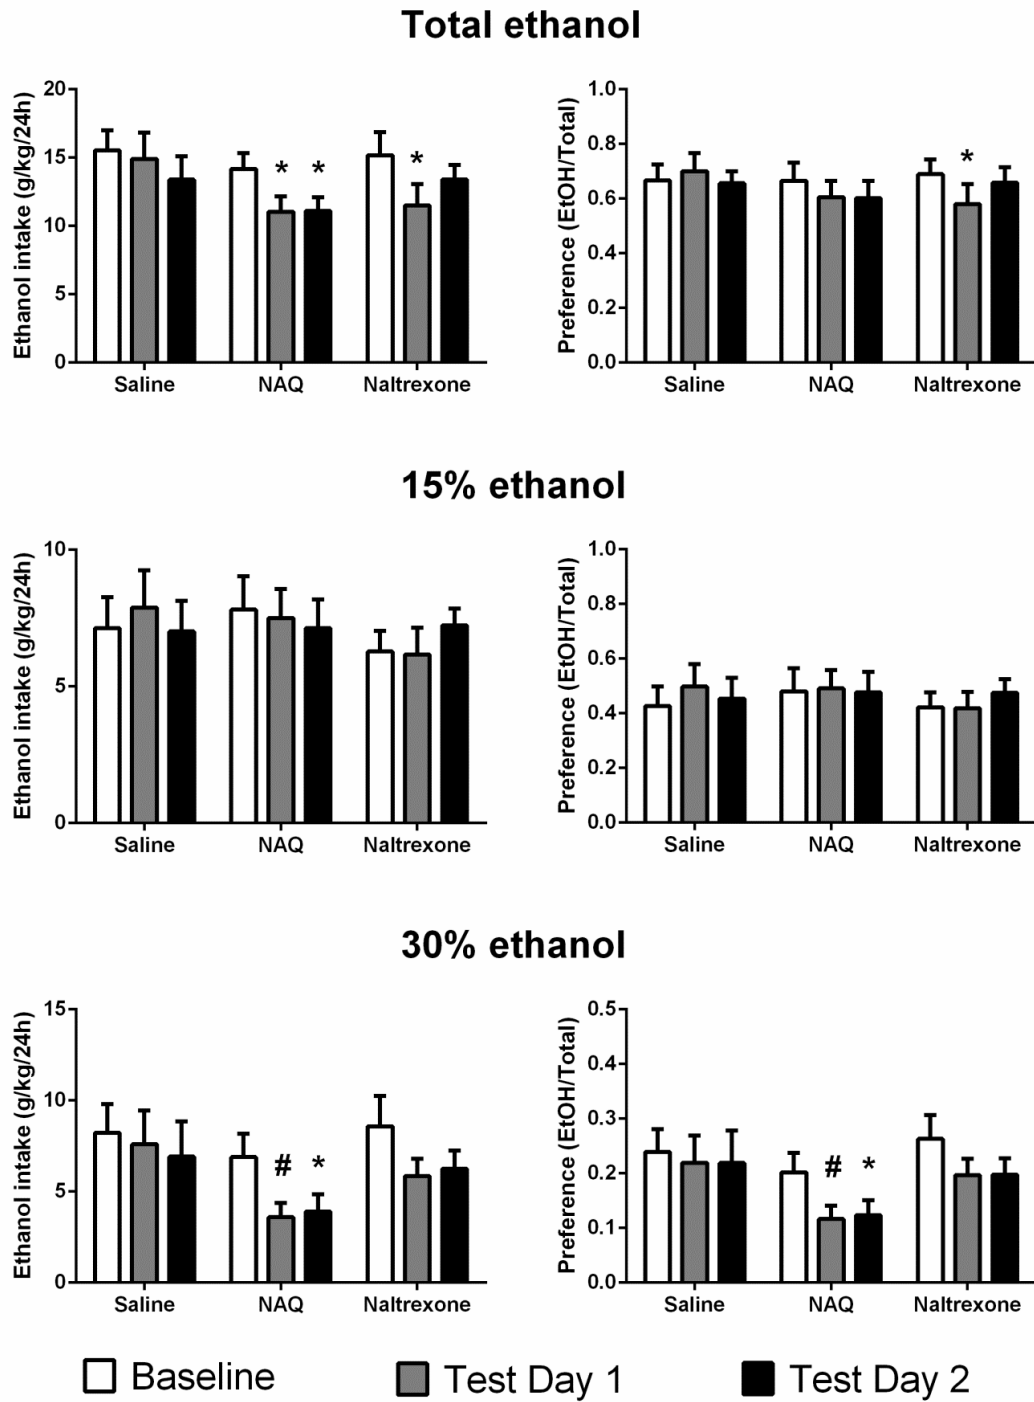 Total ethanol
Ethanol intake (g/kg/24h)
20
15
10
5
0
* * *
Saline NAQ Naltrexone
Preference (EtOH/Total)
1.0
0.8
0.6
0.4
0.2
0.0
*
Saline NAQ Naltrexone
15% ethanol
Ethanol intake (g/kg/24h)
10
5
0
Saline NAQ Naltrexone
Preference (EtOH/Total)
1.0
0.8
0.6
0.4
0.2
0.0
Saline NAQ Naltrexone
30% ethanol
Ethanol intake (g/kg/24h)
15
10
5
0
# *
Saline NAQ Naltrexone
Preference (EtOH/Total)
0.5
0.4
0.3
0.2
0.1
0.0
# *
Saline NAQ Naltrexone
Baseline Test Day 1 Test Day 2